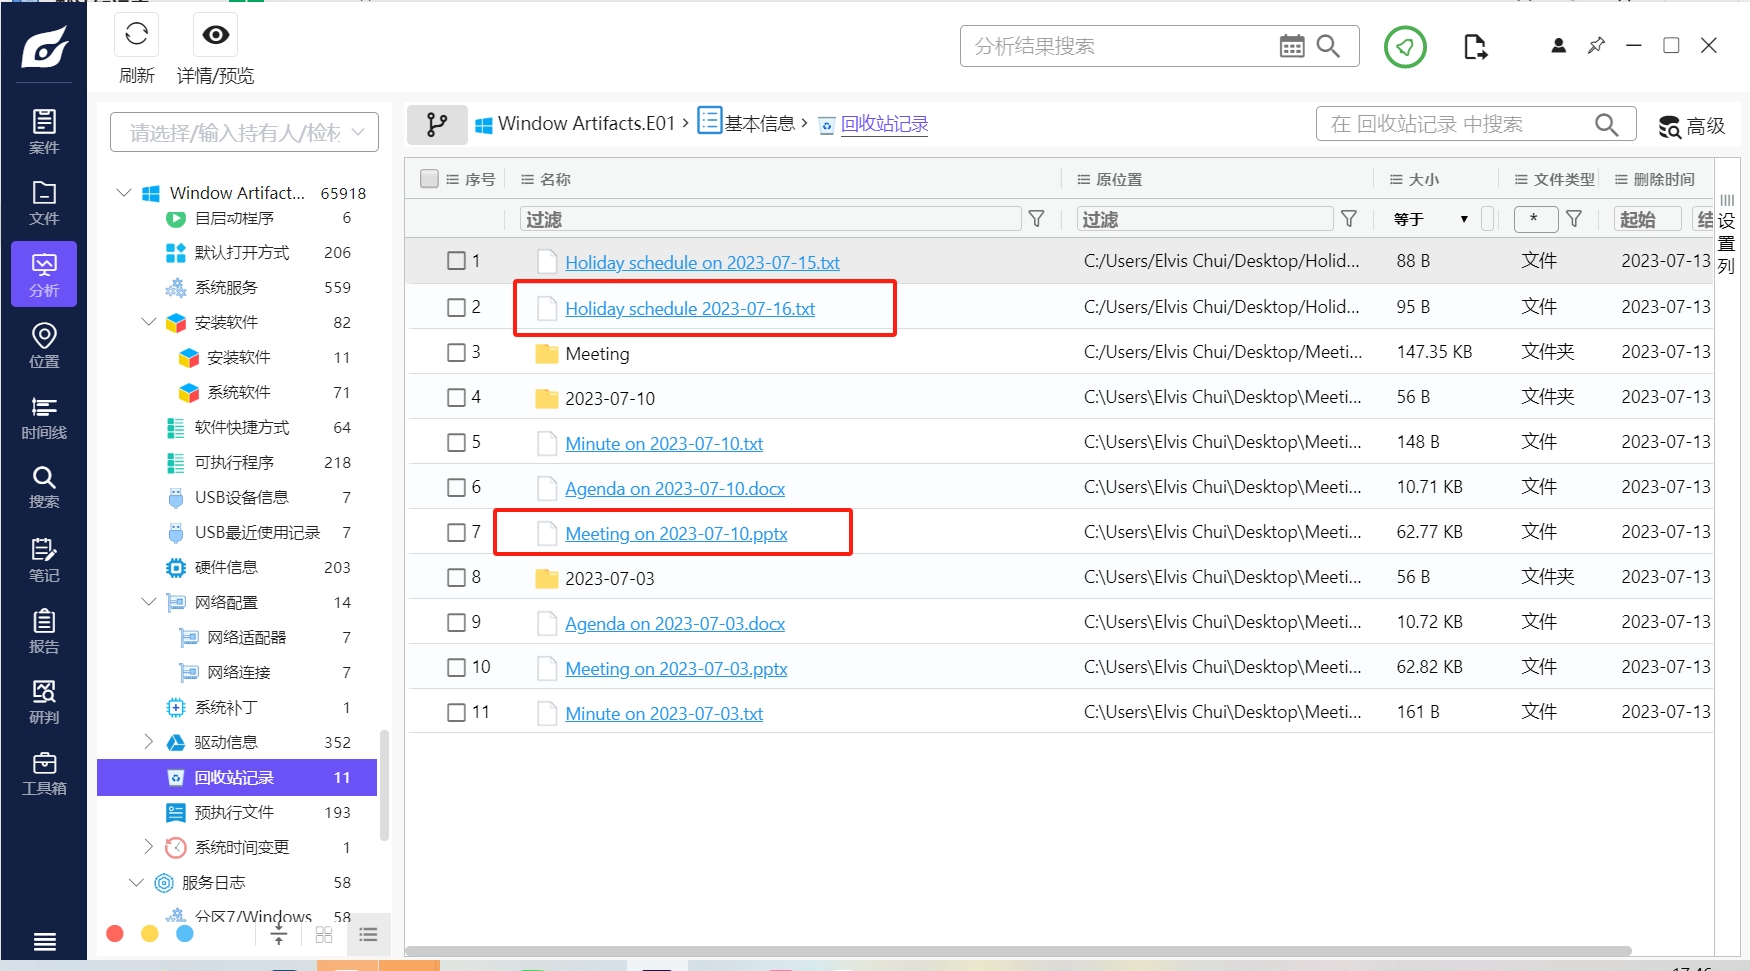 刷新
详情/预览
分析结果搜索
案件
文件
分析
位置
时间线
搜索
笔记
报告
研判
工具箱
请选择/输入持有人/检材
Window Artifact... 65918
自启动程序 6
默认打开方式 206
系统服务 559
安装软件 82
安装软件 11
系统软件 71
软件快捷方式 64
可执行程序 218
USB设备信息 7
USB最近使用记录 7
硬件信息 203
网络配置 14
网络适配器 7
网络连接 7
系统补丁 1
驱动信息 352
回收站记录 11
预执行文件 193
系统时间变更 1
服务日志 58
分区7/Windows 58
Window Artifacts.E01 › 基本信息 › 回收站记录
在 回收站记录 中搜索
高级
序号 名称 原位置 大小 文件类型 删除时间
过滤 过滤 等于 ▼ * 起始 结
设置列
1 Holiday schedule on 2023-07-15.txt C:/Users/Elvis Chui/Desktop/Holid... 88 B 文件 2023-07-13
2 Holiday schedule 2023-07-16.txt C:/Users/Elvis Chui/Desktop/Holid... 95 B 文件 2023-07-13
3 Meeting C:/Users/Elvis Chui/Desktop/Meeti... 147.35 KB 文件夹 2023-07-13
4 2023-07-10 C:\Users\Elvis Chui\Desktop\Meeti... 56 B 文件夹 2023-07-13
5 Minute on 2023-07-10.txt C:\Users\Elvis Chui\Desktop\Meeti... 148 B 文件 2023-07-13
6 Agenda on 2023-07-10.docx C:\Users\Elvis Chui\Desktop\Meeti... 10.71 KB 文件 2023-07-13
7 Meeting on 2023-07-10.pptx C:\Users\Elvis Chui\Desktop\Meeti... 62.77 KB 文件 2023-07-13
8 2023-07-03 C:\Users\Elvis Chui\Desktop\Meeti... 56 B 文件夹 2023-07-13
9 Agenda on 2023-07-03.docx C:\Users\Elvis Chui\Desktop\Meeti... 10.72 KB 文件 2023-07-13
10 Meeting on 2023-07-03.pptx C:\Users\Elvis Chui\Desktop\Meeti... 62.82 KB 文件 2023-07-13
11 Minute on 2023-07-03.txt C:\Users\Elvis Chui\Desktop\Meeti... 161 B 文件 2023-07-13